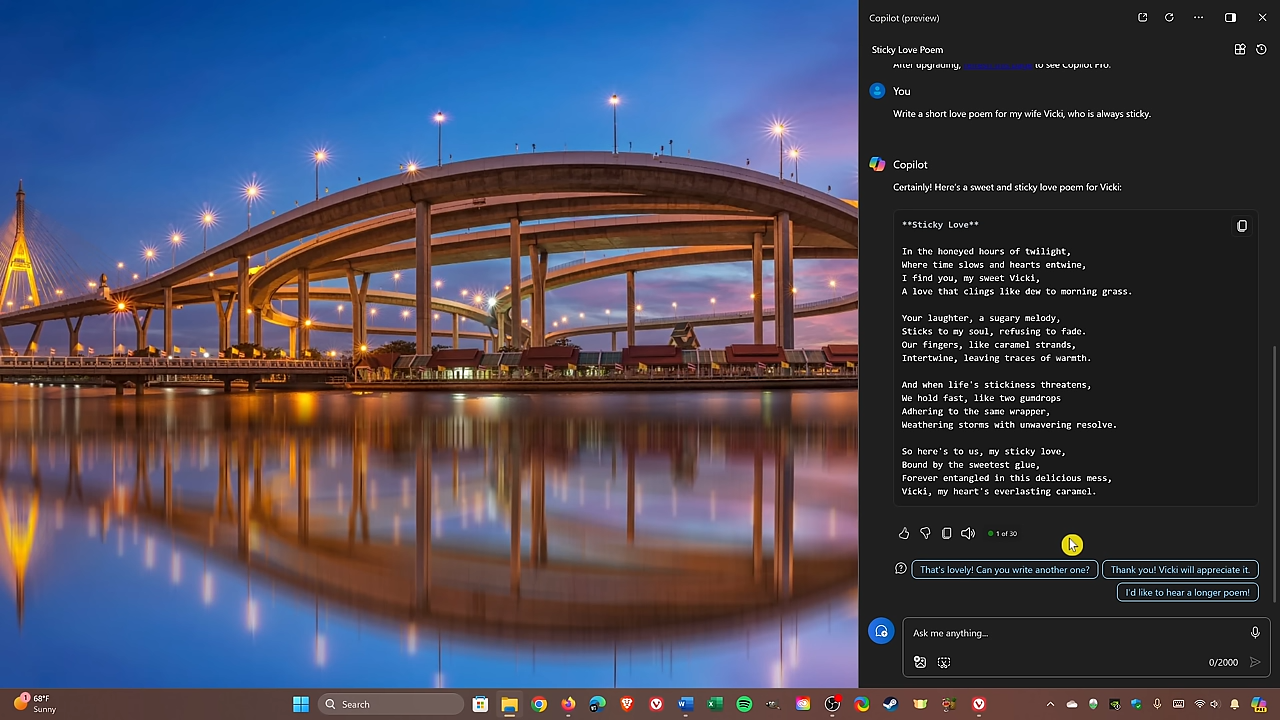 Copilot (preview)
Sticky Love Poem
After upgrading, to see Copilot Pro.
You
Write a short love poem for my wife Vicki, who is always sticky.
Copilot
Certainly! Here's a sweet and sticky love poem for Vicki:
**Sticky Love**
In the honeyed hours of twilight,
Where time slows and hearts entwine,
I find you, my sweet Vicki,
A love that clings like dew to morning grass.
Your laughter, a sugary melody,
Sticks to my soul, refusing to fade.
Our fingers, like caramel strands,
Intertwine, leaving traces of warmth.
And when life's stickiness threatens,
We hold fast, like two gumdrops
Adhering to the same wrapper,
Weathering storms with unwavering resolve.
So here's to us, my sticky love,
Bound by the sweetest glue,
Forever entangled in this delicious mess,
Vicki, my heart's everlasting caramel.
1 of 30
That's lovely! Can you write another one?
Thank you! Vicki will appreciate it.
I'd like to hear a longer poem!
Ask me anything...
0/2000
1
68°F
Sunny
Search